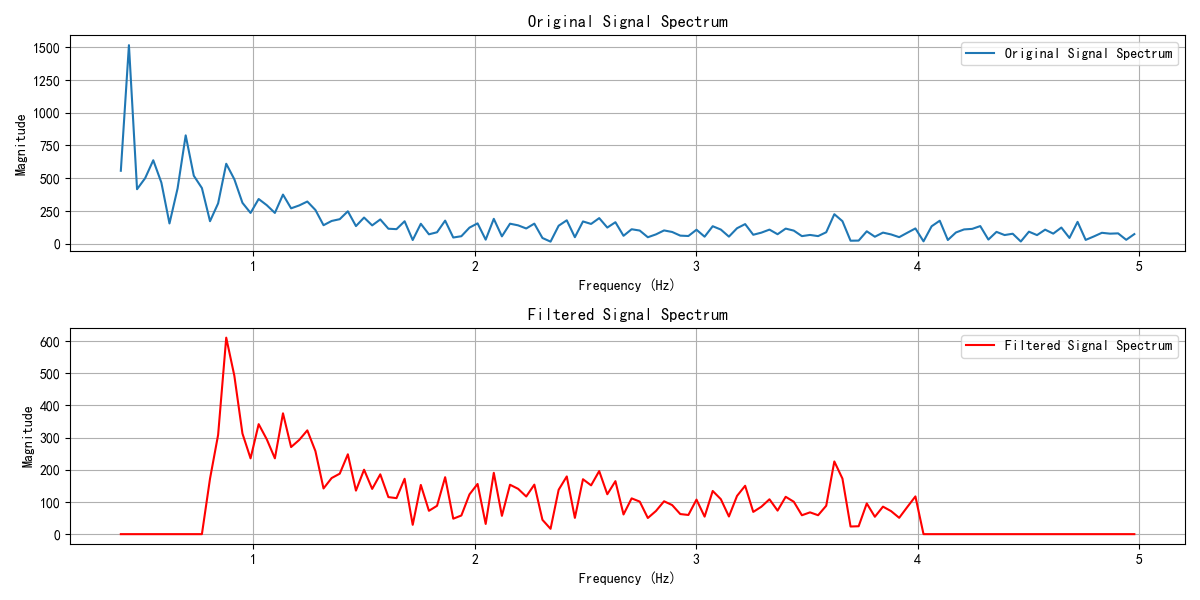 Original Signal Spectrum
1500
1250
1000
750
500
250
0
Magnitude
Original Signal Spectrum
1 2 3 4 5
Frequency (Hz)
Filtered Signal Spectrum
600
500
400
300
200
100
0
Magnitude
Filtered Signal Spectrum
1 2 3 4 5
Frequency (Hz)